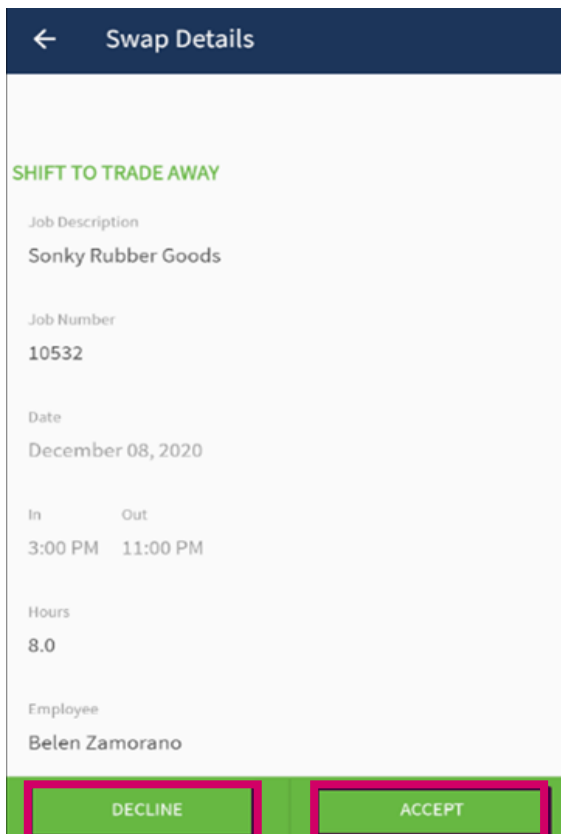 Swap Details
SHIFT TO TRADE AWAY
Job Description
Sonky Rubber Goods
Job Number
10532
Date
December 08, 2020
In Out
3:00 PM 11:00 PM
Hours
8.0
Employee
Belen Zamorano
DECLINE ACCEPT